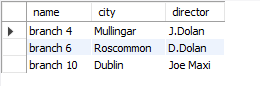 name city director
branch 4 Mullingar J.Dolan
branch 6 Roscommon D.Dolan
branch 10 Dublin Joe Maxi